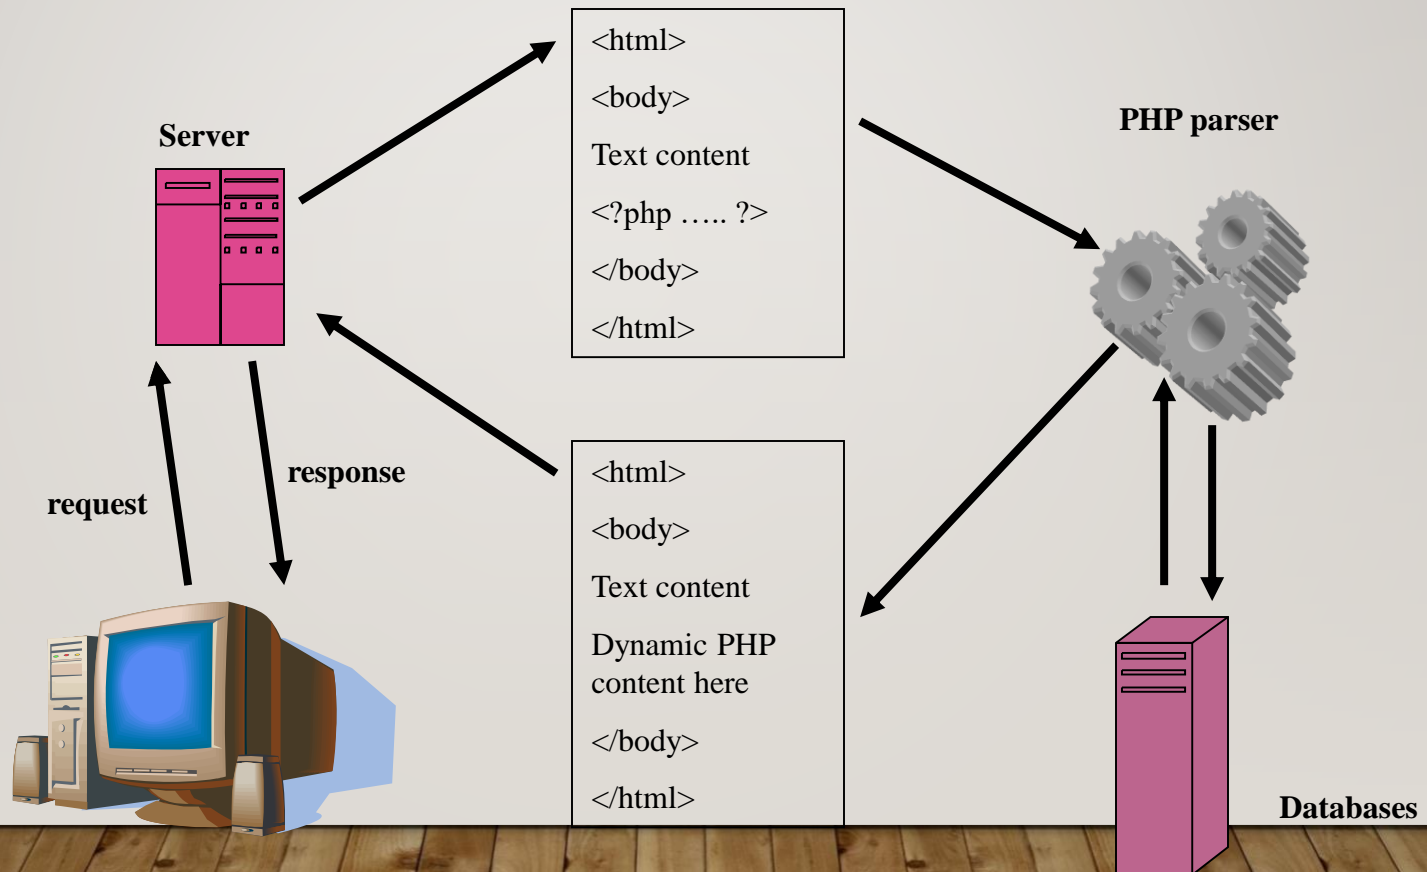 Server
request
response
<html>
<body>
Text content
<?php ….. ?>
</body>
</html>
PHP parser
<html>
<body>
Text content
Dynamic PHP
content here
</body>
</html>
Databases